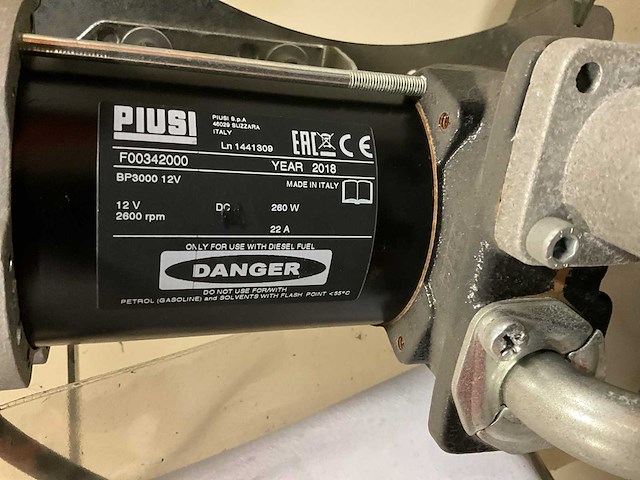 PIUSI
PIUSI S.p.A
46029 SUZZARA
ITALY
Ln 1441309
EAC CE
F00342000
YEAR 2018
BP3000 12V
MADE IN ITALY
12 V DC 260 W
2600 rpm
22 A
ONLY FOR USE WITH DIESEL FUEL
DANGER
DO NOT USE FOR/WITH
PETROL (GASOLINE) and SOLVENTS WITH FLASH POINT <55°C